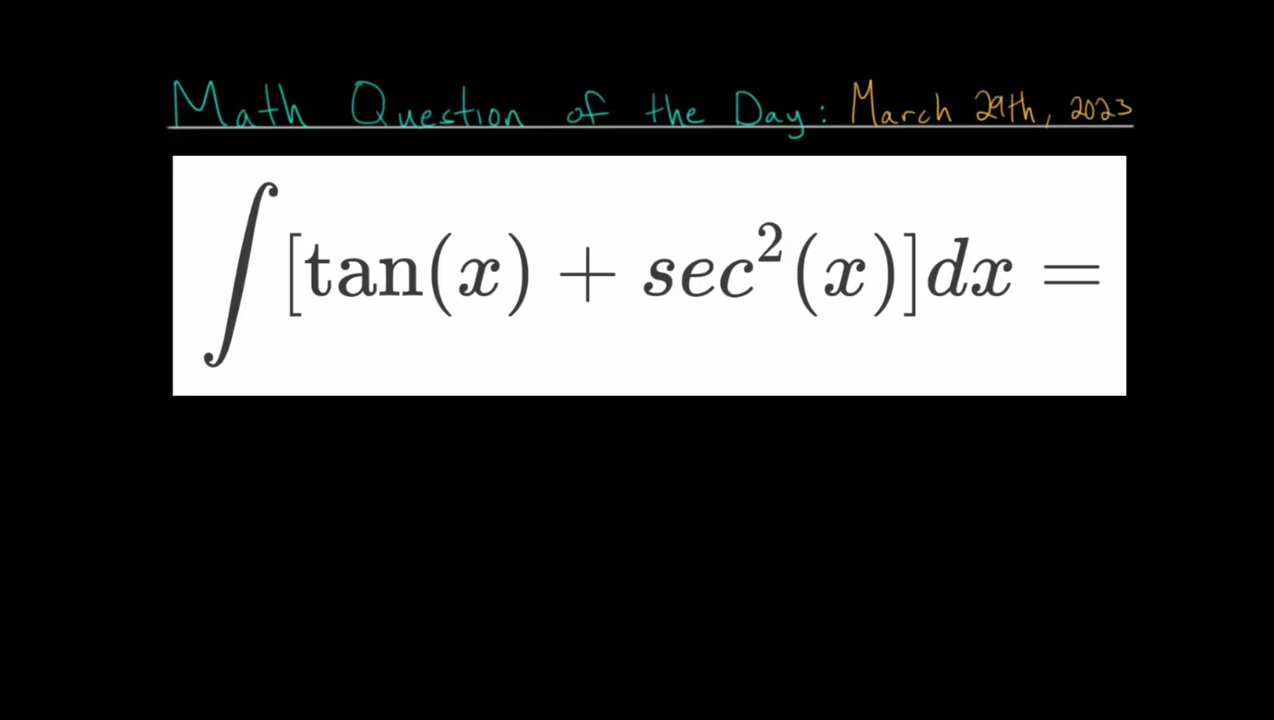 Math Question of the Day: March 29th, 2023
∫[tan(x) + sec²(x)]dx =